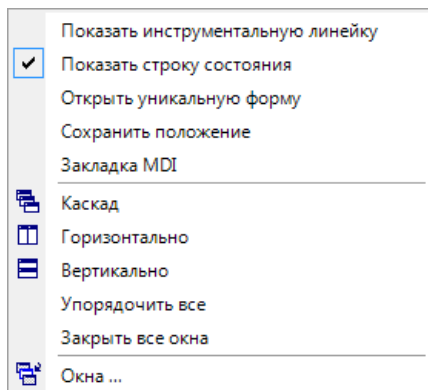 Показать инструментальную линейку
Показать строку состояния
Открыть уникальную форму
Сохранить положение
Закладка MDI
Каскад
Горизонтально
Вертикально
Упорядочить все
Закрыть все окна
Окна ...